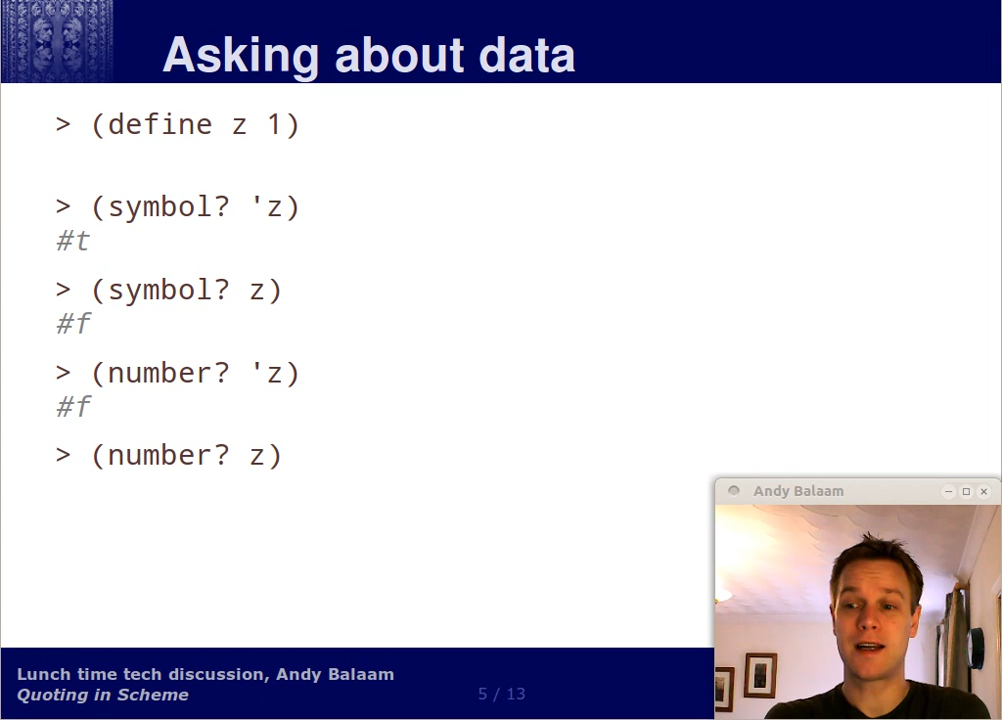 Asking about data
> (define z 1)
> (symbol? 'z)
#t
> (symbol? z)
#f
> (number? 'z)
#f
> (number? z)
Andy Balaam
Lunch time tech discussion, Andy Balaam
Quoting in Scheme
5 / 13